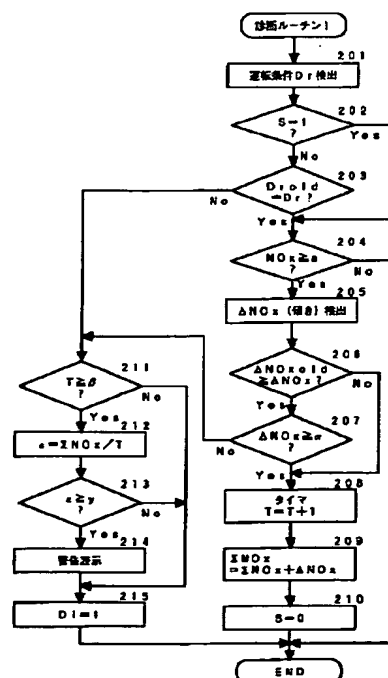 診断ルーチン1
201
運転条件Dr検出
202
S=1
?
Yes
No
203
Drold
=Dr?
No
Yes
204
NOx≧a
?
No
Yes
205
ΔNOx(傾き)検出
206
ΔNOxold
≧ΔNOx?
No
Yes
207
ΔNOx≧α
?
No
Yes
208
タイマ
T=T+1
209
ΣNOx
=ΣNOx+ΔNOx
210
S=0
211
T≧β
?
No
Yes
212
=ΣNOx/T
213
≧y
?
No
Yes
214
表示
215
DI=1
END